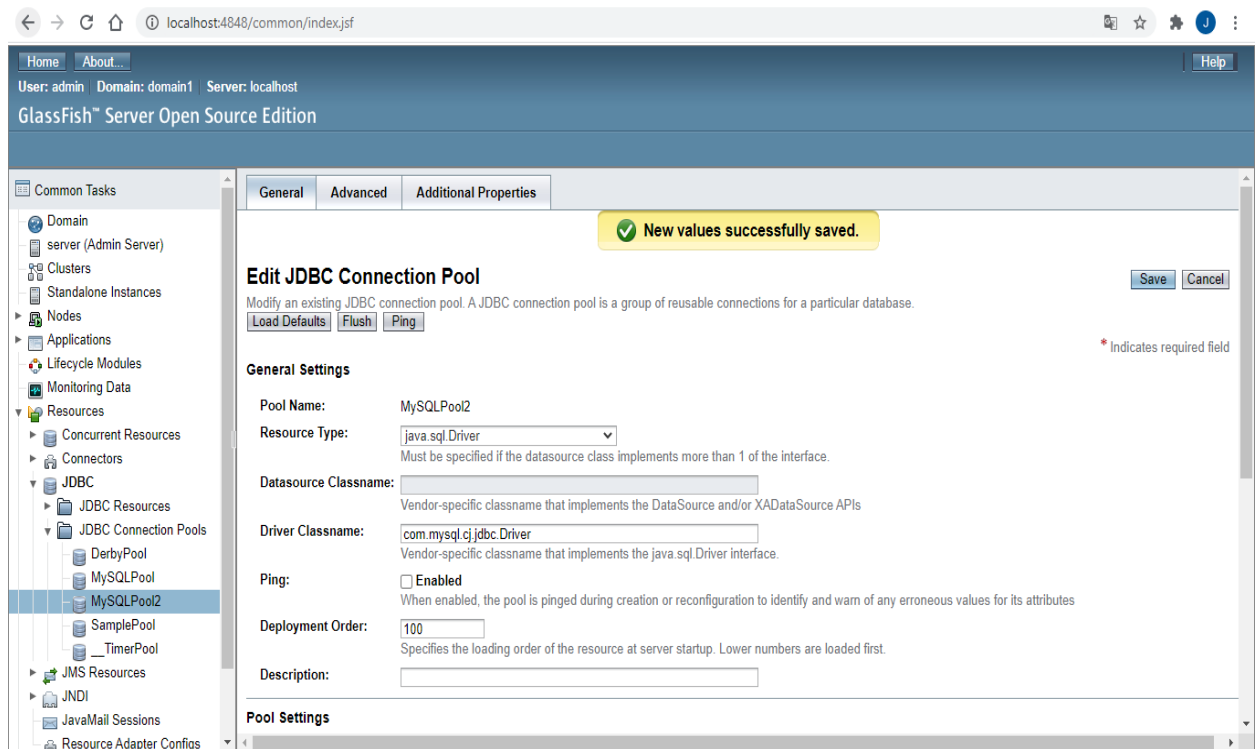 localhost:4848/common/index.jsf
J
Home About... Help
User: admin Domain: domain1 Server: localhost
GlassFish™ Server Open Source Edition
Common Tasks
Domain
server (Admin Server)
Clusters
Standalone Instances
Nodes
Applications
Lifecycle Modules
Monitoring Data
Resources
Concurrent Resources
Connectors
JDBC
JDBC Resources
JDBC Connection Pools
DerbyPool
MySQLPool
MySQLPool2
SamplePool
__TimerPool
JMS Resources
JNDI
JavaMail Sessions
Resource Adapter Configs
General Advanced Additional Properties
New values successfully saved.
Edit JDBC Connection Pool
Save Cancel
Modify an existing JDBC connection pool. A JDBC connection pool is a group of reusable connections for a particular database.
Load Defaults Flush Ping
* Indicates required field
General Settings
Pool Name: MySQLPool2
Resource Type: java.sql.Driver
Must be specified if the datasource class implements more than 1 of the interface.
Datasource Classname:
Vendor-specific classname that implements the DataSource and/or XADataSource APIs
Driver Classname: com.mysql.cj.jdbc.Driver
Vendor-specific classname that implements the java.sql.Driver interface.
Ping: Enabled
When enabled, the pool is pinged during creation or reconfiguration to identify and warn of any erroneous values for its attributes
Deployment Order: 100
Specifies the loading order of the resource at server startup. Lower numbers are loaded first.
Description:
Pool Settings